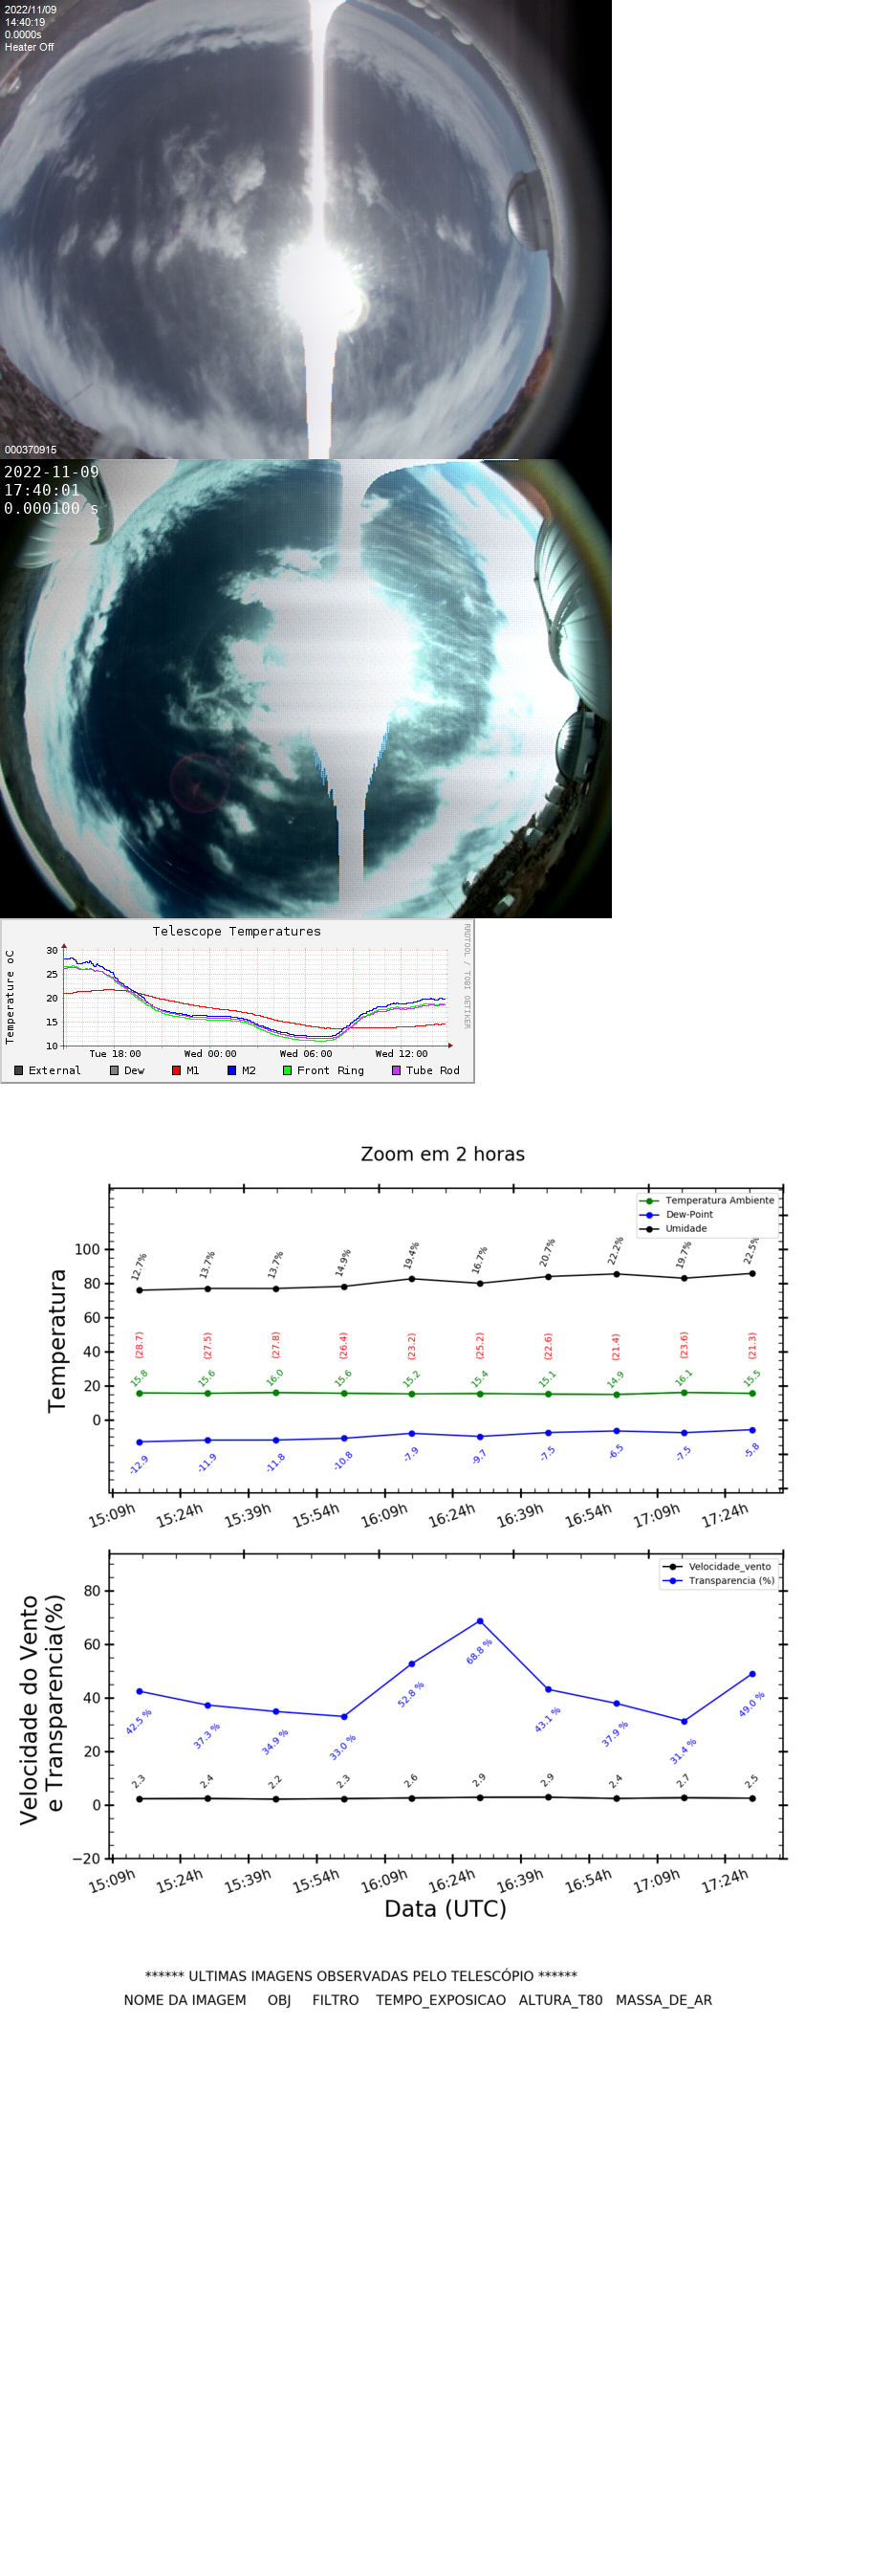 2022/11/09
14:40:19
0.0000s
Heater Off
000370915
2022-11-09
17:40:01
0.000100 s
Telescope Temperatures
RRDTOOL / TOBI OETIKER
Temperature oC
30
25
20
15
10
Tue 18:00 Wed 00:00 Wed 06:00 Wed 12:00
External Dew M1 M2 Front Ring Tube Rod
Zoom em 2 horas
Temperatura Ambiente
Dew-Point
Umidade
Temperatura
100
80
60
40
20
0
12.7% 13.7% 13.7% 14.9% 19.4% 16.7% 20.7% 22.2% 19.7% 22.5%
(28.7) (27.5) (27.8) (26.4) (23.2) (25.2) (22.6) (21.4) (23.6) (21.3)
15.8 15.6 16.0 15.6 15.2 15.4 15.1 14.9 16.1 15.5
-12.9 -11.9 -11.8 -10.8 -7.9 -9.7 -7.5 -6.5 -7.5 -5.8
15:09h 15:24h 15:39h 15:54h 16:09h 16:24h 16:39h 16:54h 17:09h 17:24h
Velocidade_vento
Transparencia (%)
Velocidade do Vento
e Transparencia(%)
80
60
40
20
0
−20
42.5 % 37.3 % 34.9 % 33.0 % 52.8 % 68.8 % 43.1 % 37.9 % 31.4 % 49.0 %
2.3 2.4 2.2 2.3 2.6 2.9 2.9 2.4 2.7 2.5
15:09h 15:24h 15:39h 15:54h 16:09h 16:24h 16:39h 16:54h 17:09h 17:24h
Data (UTC)
****** ULTIMAS IMAGENS OBSERVADAS PELO TELESCÓPIO ******
NOME DA IMAGEM OBJ FILTRO TEMPO_EXPOSICAO ALTURA_T80 MASSA_DE_AR